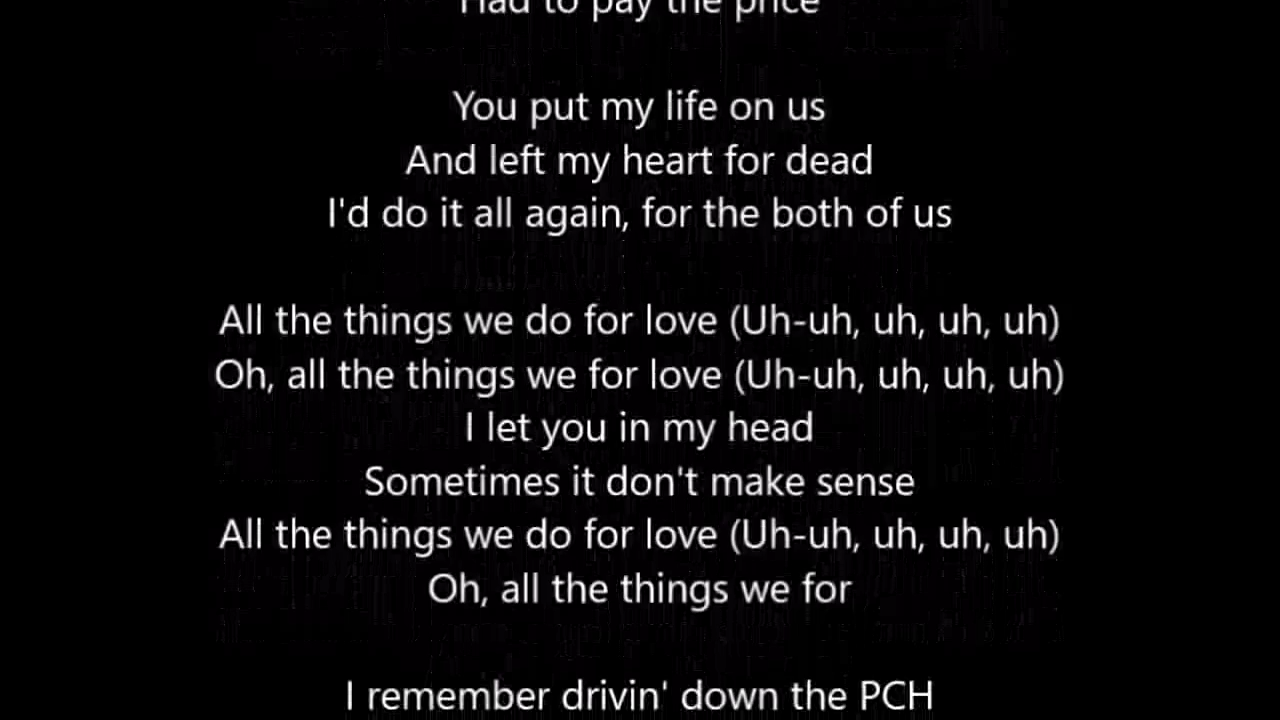 Had to pay the price
You put my life on us
And left my heart for dead
I'd do it all again, for the both of us
All the things we do for love (Uh-uh, uh, uh, uh)
Oh, all the things we for love (Uh-uh, uh, uh, uh)
I let you in my head
Sometimes it don't make sense
All the things we do for love (Uh-uh, uh, uh, uh)
Oh, all the things we for
I remember drivin' down the PCH